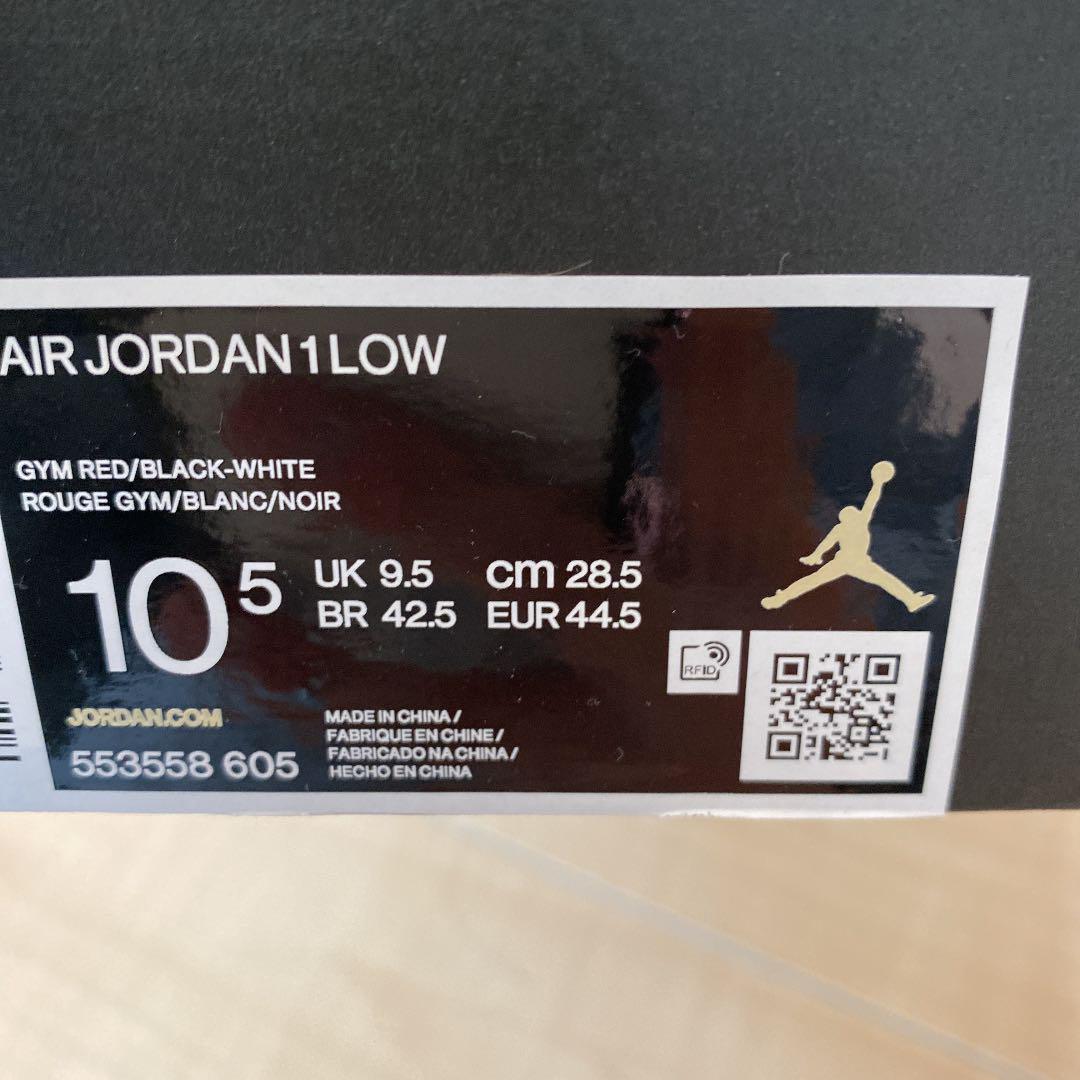 AIR JORDAN 1 LOW
GYM RED/BLACK-WHITE
ROUGE GYM/BLANC/NOIR
10 5
UK 9.5 cm 28.5
BR 42.5 EUR 44.5
RFID
JORDAN.COM
553558 605
MADE IN CHINA /
FABRIQUE EN CHINE /
FABRICADO NA CHINA /
HECHO EN CHINA